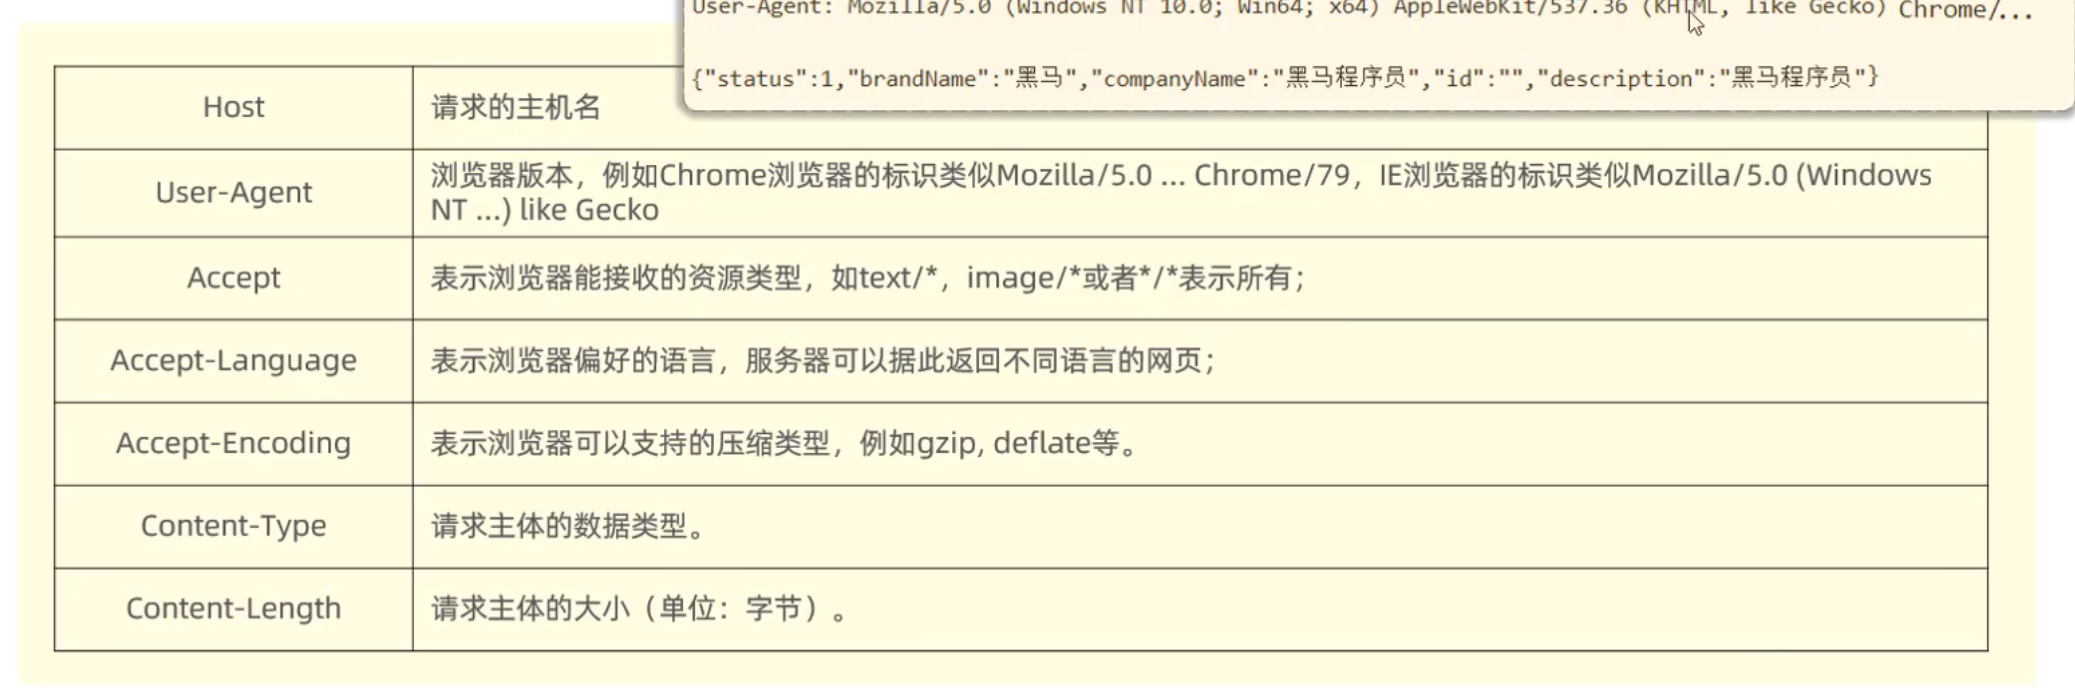 User-Agent: Mozilla/5.0 (Windows NT 10.0; Win64; x64) AppleWebKit/537.36 (KHTML, like Gecko) Chrome/...
{"status":1,"brandName":"黑马","companyName":"黑马程序员","id":"","description":"黑马程序员"}
Host 请求的主机名
User-Agent 浏览器版本，例如Chrome浏览器的标识类似Mozilla/5.0 ... Chrome/79，IE浏览器的标识类似Mozilla/5.0 (Windows
NT ...) like Gecko
Accept 表示浏览器能接收的资源类型，如text/*，image/*或者*/*表示所有；
Accept-Language 表示浏览器偏好的语言，服务器可以据此返回不同语言的网页；
Accept-Encoding 表示浏览器可以支持的压缩类型，例如gzip, deflate等。
Content-Type 请求主体的数据类型。
Content-Length 请求主体的大小（单位：字节）。